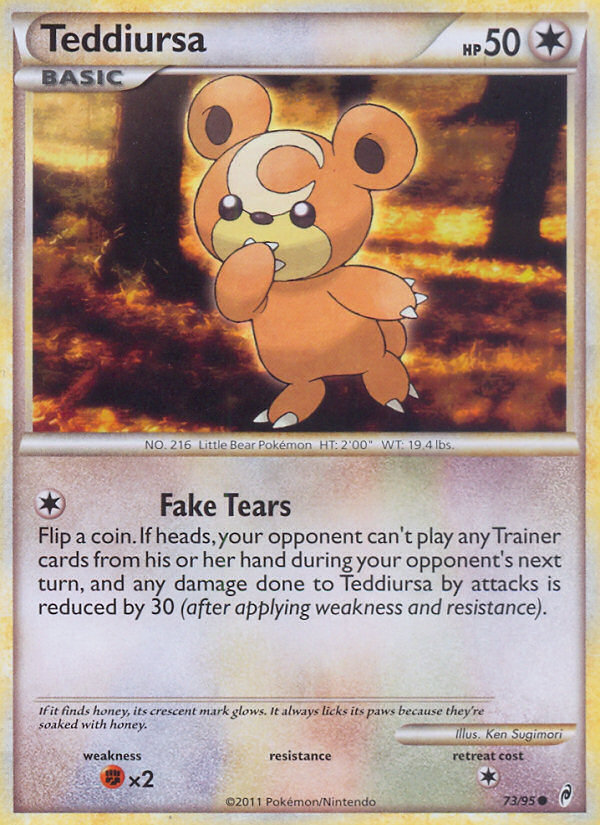 Teddiursa
HP 50
BASIC
NO. 216 Little Bear Pokémon HT: 2'00" WT: 19.4 lbs.
Fake Tears
Flip a coin. If heads, your opponent can't play any Trainer
cards from his or her hand during your opponent's next
turn, and any damage done to Teddiursa by attacks is
reduced by 30 (after applying weakness and resistance).
If it finds honey, its crescent mark glows. It always licks its paws because they're
soaked with honey.
Illus. Ken Sugimori
weakness resistance retreat cost
×2
©2011 Pokémon/Nintendo 73/95